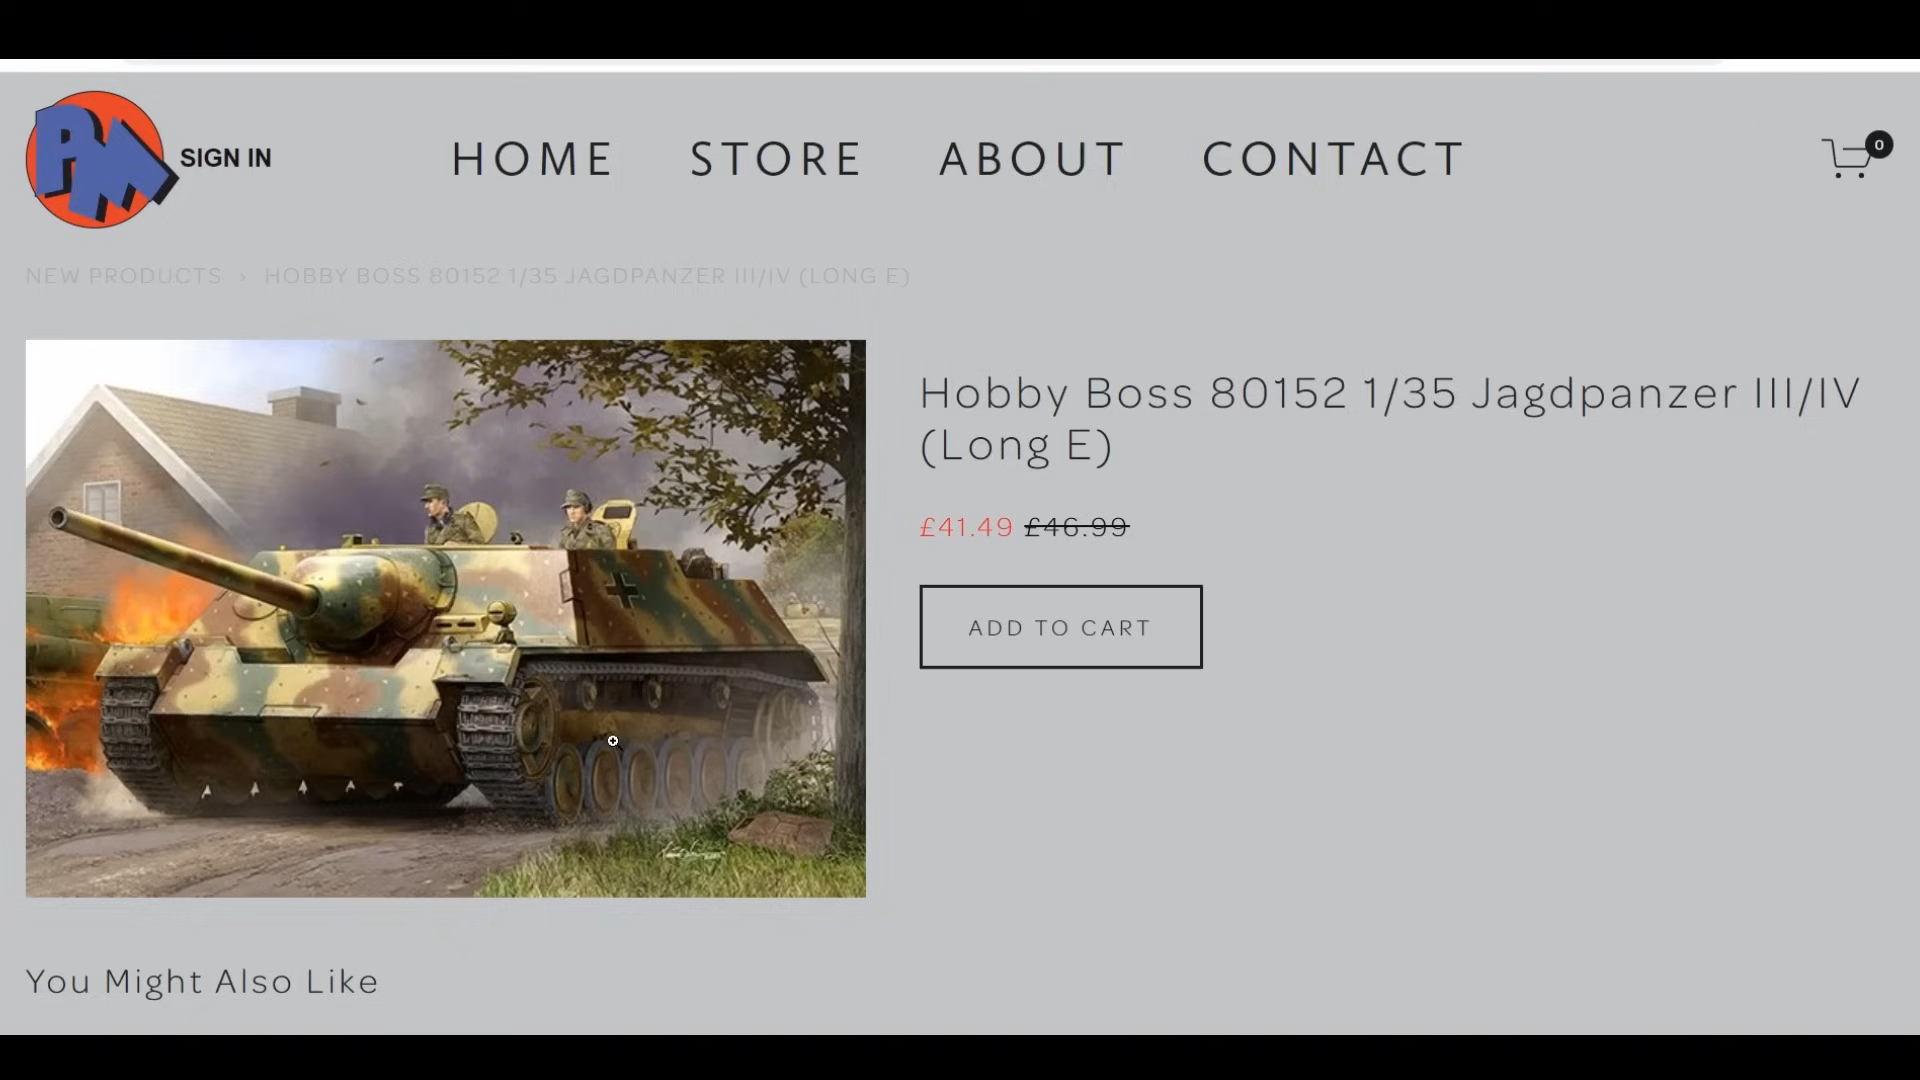 PM
SIGN IN
HOME STORE ABOUT CONTACT
0
NEW PRODUCTS › HOBBY BOSS 80152 1/35 JAGDPANZER III/IV (LONG E)
Hobby Boss 80152 1/35 Jagdpanzer III/IV
(Long E)
£41.49 £46.99
ADD TO CART
You Might Also Like